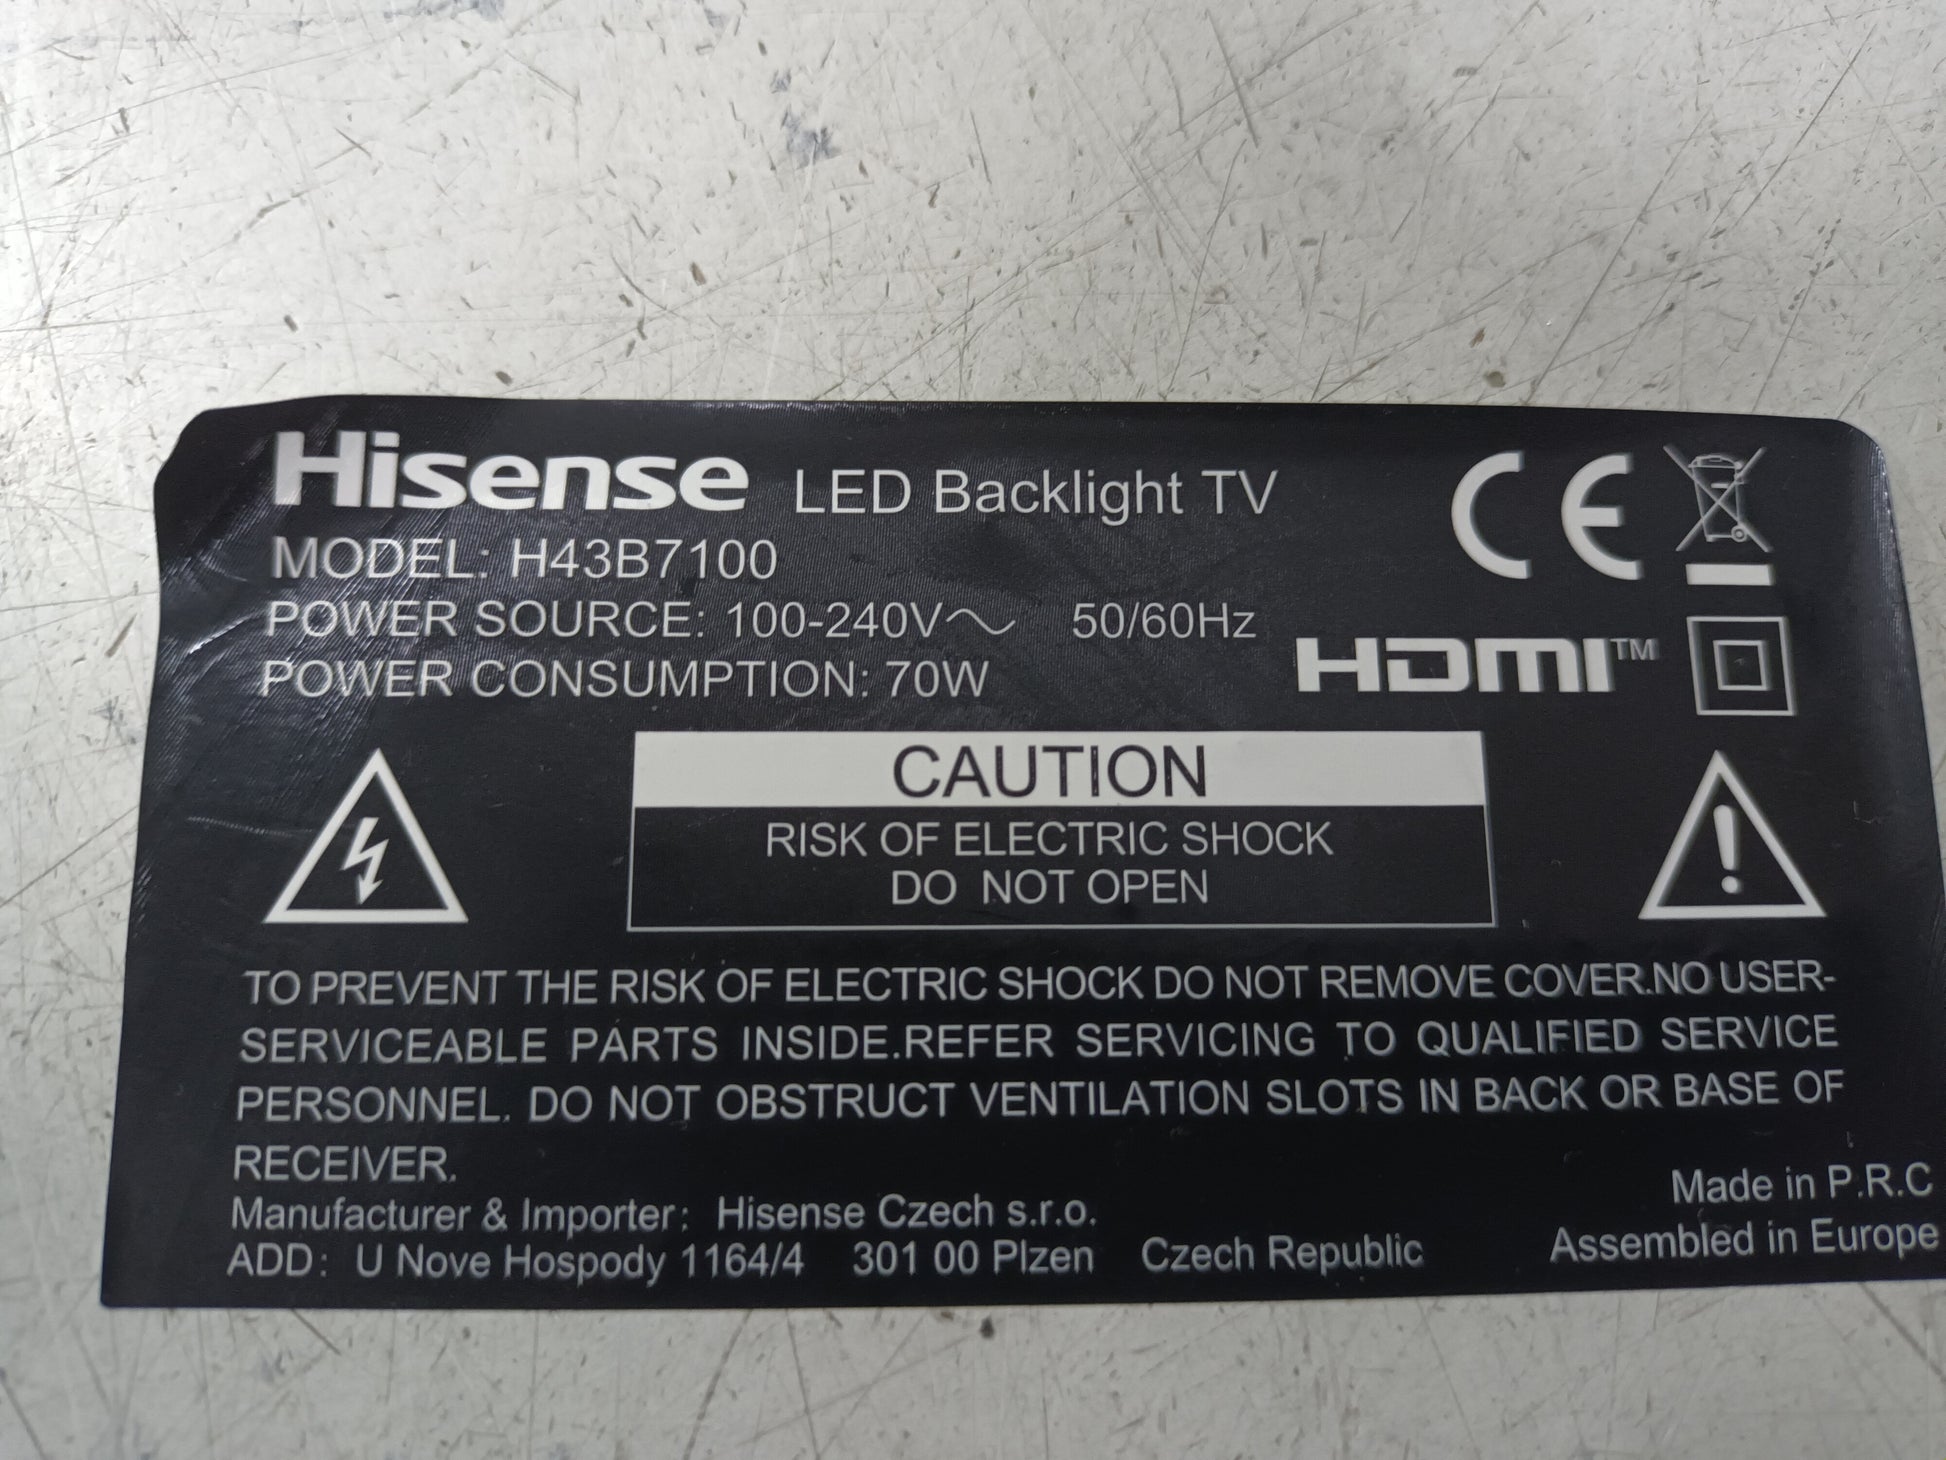 Hisense LED Backlight TV
MODEL: H43B7100
POWER SOURCE: 100-240V～ 50/60Hz
POWER CONSUMPTION: 70W
CE
HDMI™
CAUTION
RISK OF ELECTRIC SHOCK
DO NOT OPEN
TO PREVENT THE RISK OF ELECTRIC SHOCK DO NOT REMOVE COVER.NO USER-
SERVICEABLE PARTS INSIDE.REFER SERVICING TO QUALIFIED SERVICE
PERSONNEL. DO NOT OBSTRUCT VENTILATION SLOTS IN BACK OR BASE OF
RECEIVER.
Manufacturer & Importer: Hisense Czech s.r.o.
ADD: U Nove Hospody 1164/4 301 00 Plzen Czech Republic
Made in P.R.C
Assembled in Europe